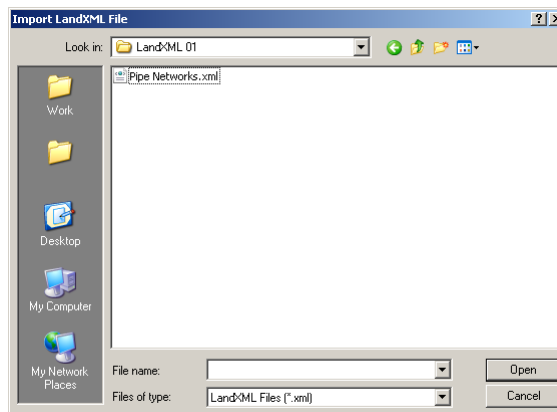 Import LandXML File
Look in: LandXML 01
Pipe Networks.xml
Work
Desktop
My Computer
My Network
Places
File name:
Open
Files of type: LandXML Files (*.xml)
Cancel